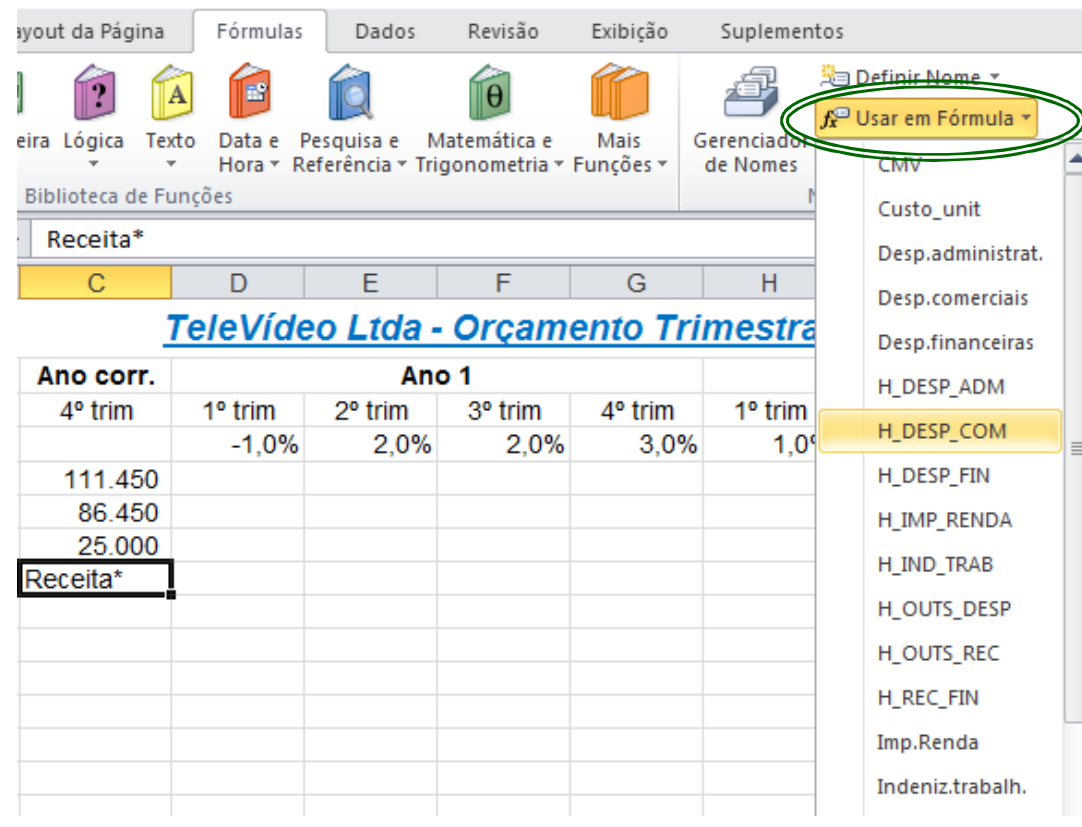 ayout da Página Fórmulas Dados Revisão Exibição Suplementos
Definir Nome
Usar em Fórmula
eira Lógica Texto Data e Hora Pesquisa e Referência Matemática e Trigonometria Mais Funções Gerenciador de Nomes
Biblioteca de Funções
Receita*
C D E F G H
TeleVídeo Ltda - Orçamento Trimestra
Ano corr. Ano 1
4º trim 1º trim 2º trim 3º trim 4º trim 1º trim
-1,0% 2,0% 2,0% 3,0% 1,0
111.450
86.450
25.000
Receita*
CMV
Custo_unit
Desp.administrat.
Desp.comerciais
Desp.financeiras
H_DESP_ADM
H_DESP_COM
H_DESP_FIN
H_IMP_RENDA
H_IND_TRAB
H_OUTS_DESP
H_OUTS_REC
H_REC_FIN
Imp.Renda
Indeniz.trabalh.